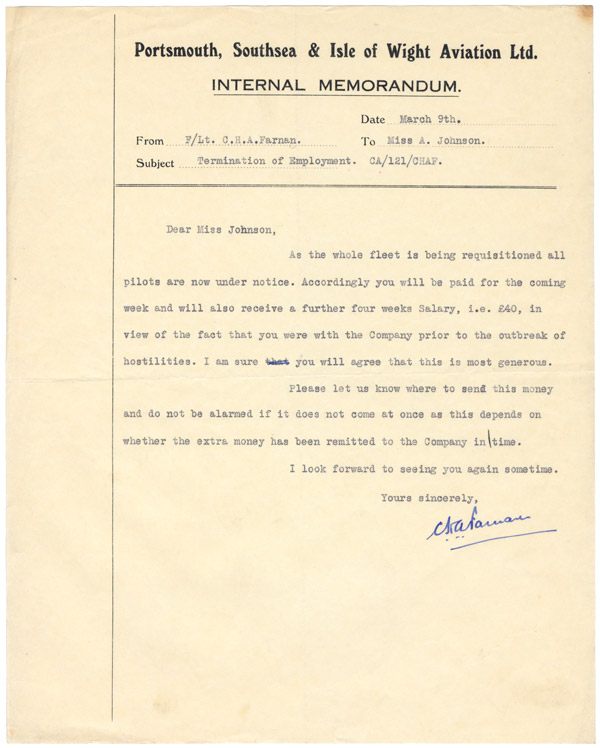 Portsmouth, Southsea & Isle of Wight Aviation Ltd.
INTERNAL MEMORANDUM.
Date March 9th.
From F/Lt. C.H.A.Farnan. To Miss A. Johnson.
Subject Termination of Employment. CA/121/CHAF.
Dear Miss Johnson,
As the whole fleet is being requisitioned all
pilots are now under notice. Accordingly you will be paid for the coming
week and will also receive a further four weeks Salary, i.e. £40, in
view of the fact that you were with the Company prior to the outbreak of
hostilities. I am sure that you will agree that this is most generous.
Please let us know where to send this money
and do not be alarmed if it does not come at once as this depends on
whether the extra money has been remitted to the Company in\time.
I look forward to seeing you again sometime.
Yours sincerely,
CHAFarnan